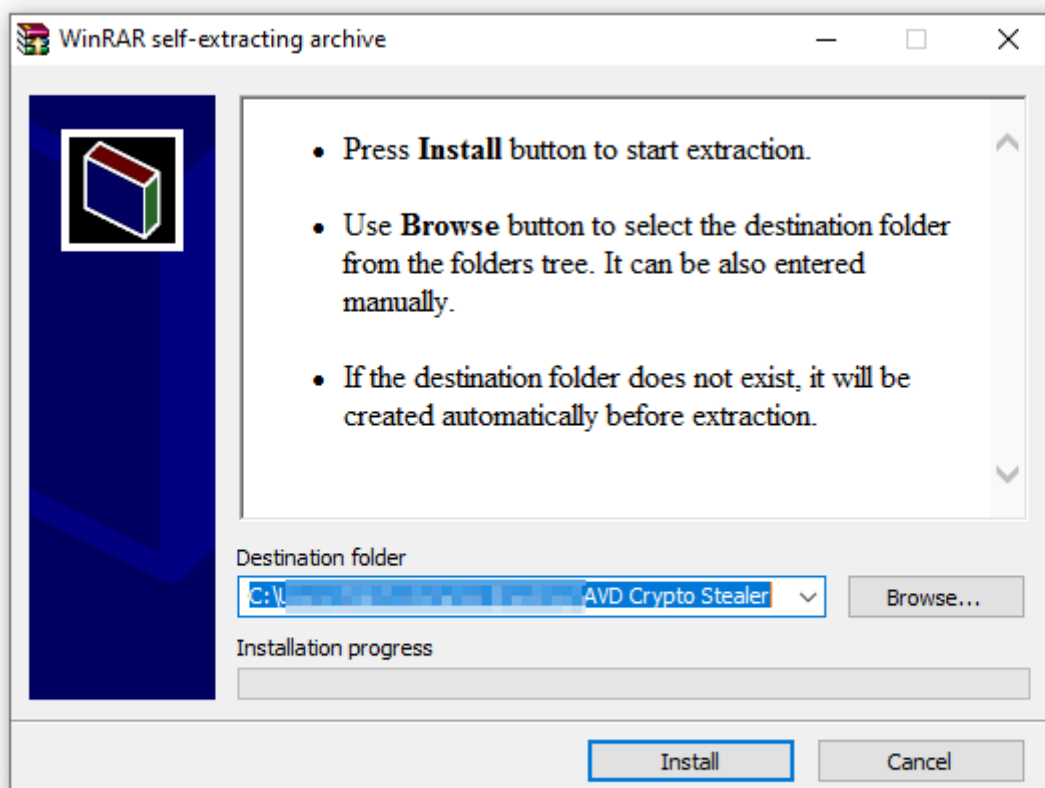 WinRAR self-extracting archive
• Press Install button to start extraction.
• Use Browse button to select the destination folder
from the folders tree. It can be also entered
manually.
• If the destination folder does not exist, it will be
created automatically before extraction.
Destination folder
C:\ AVD Crypto Stealer
Browse...
Installation progress
Install
Cancel